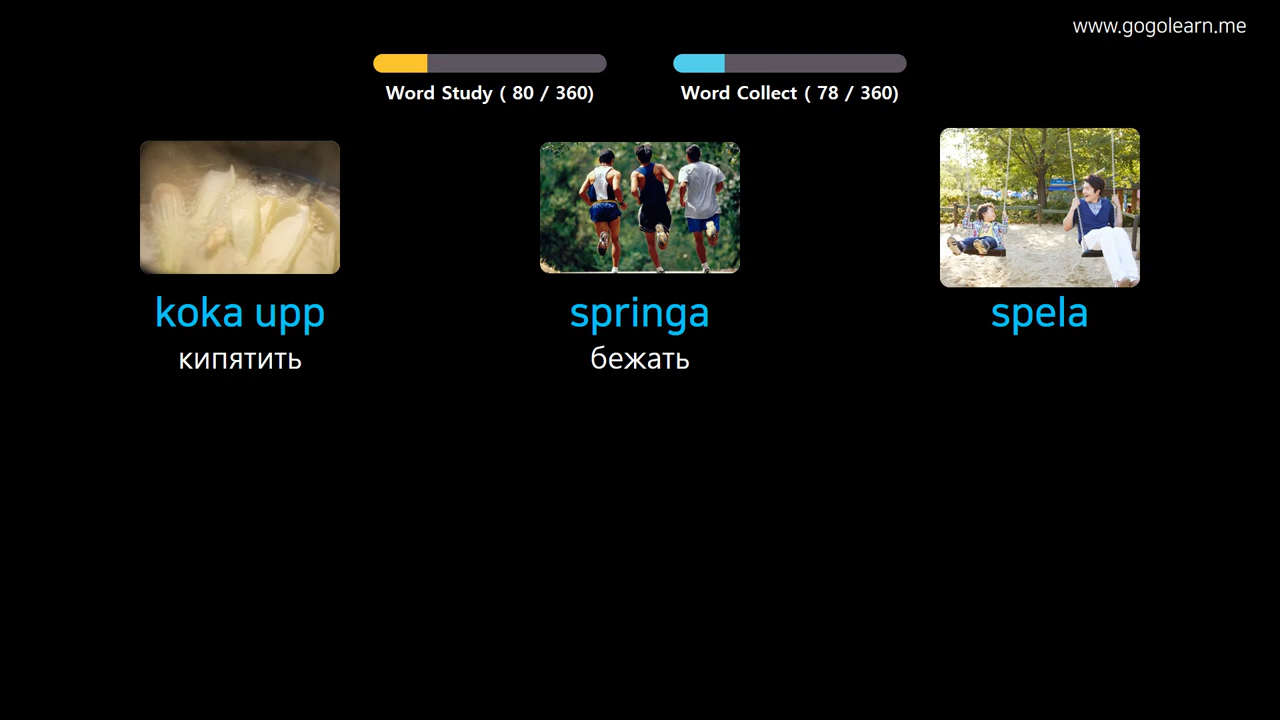 www.gogolearn.me
Word Study ( 80 / 360)
Word Collect ( 78 / 360)
koka upp
springa
spela
кипятить
бежать